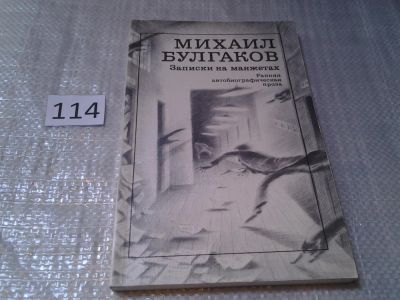 114
МИХАИЛ
БУЛГАКОВ
Записки на манжетах
Ранняя
автобиографическая
проза